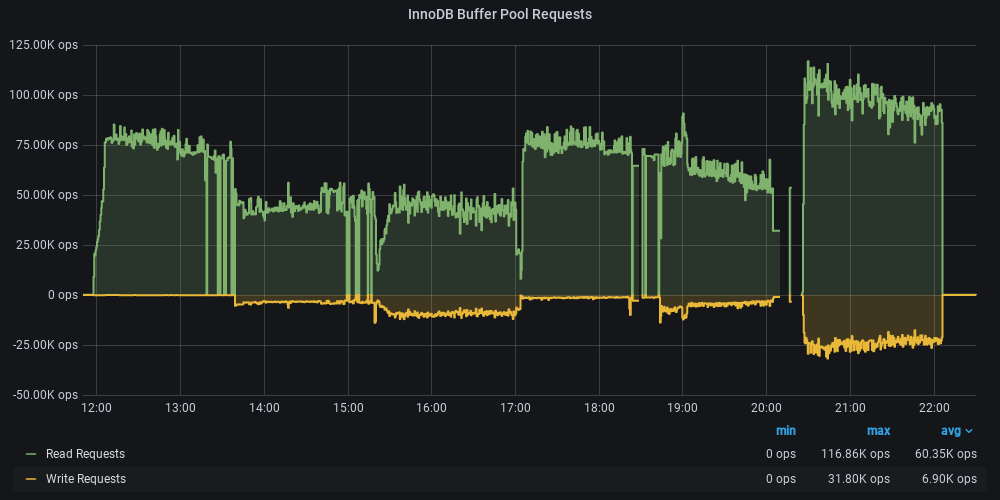 InnoDB Buffer Pool Requests
125.00K ops
100.00K ops
75.00K ops
50.00K ops
25.00K ops
0 ops
-25.00K ops
-50.00K ops
12:00 13:00 14:00 15:00 16:00 17:00 18:00 19:00 20:00 21:00 22:00
min max avg
Read Requests 0 ops 116.86K ops 60.35K ops
Write Requests 0 ops 31.80K ops 6.90K ops